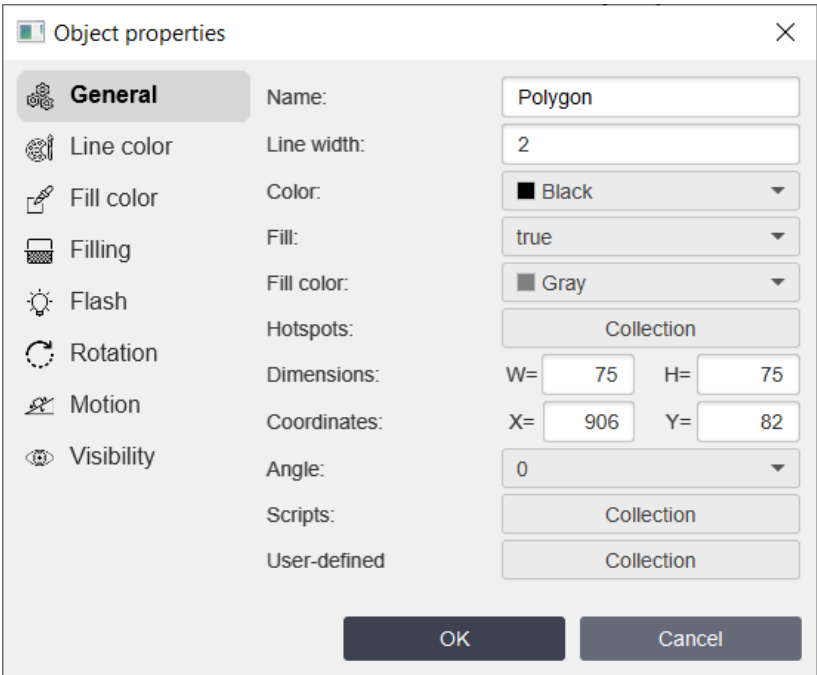 Object properties
General
Line color
Fill color
Filling
Flash
Rotation
Motion
Visibility
Name: Polygon
Line width: 2
Color: Black
Fill: true
Fill color: Gray
Hotspots: Collection
Dimensions: W= 75 H= 75
Coordinates: X= 906 Y= 82
Angle: 0
Scripts: Collection
User-defined Collection
OK Cancel